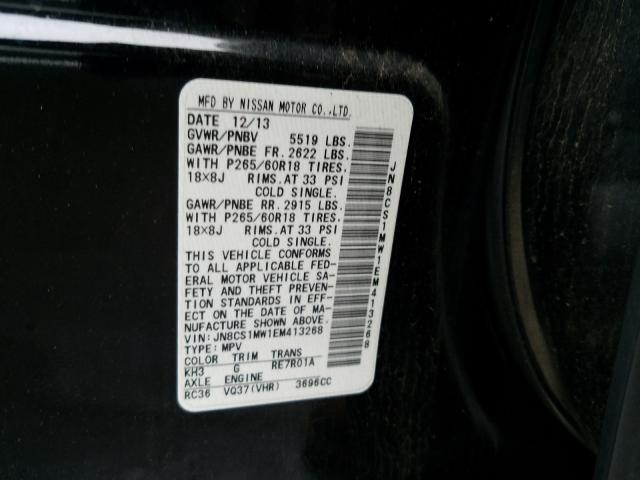 MFD BY NISSAN MOTOR CO.,LTD.
DATE 12/13
GVWR/PNBV 5519 LBS.
GAWR/PNBE FR. 2622 LBS.
WITH P265/60R18 TIRES.
18X8J RIMS. AT 33 PSI
COLD SINGLE.
GAWR/PNBE RR. 2915 LBS.
WITH P265/60R18 TIRES.
18X8J RIMS. AT 33 PSI
COLD SINGLE.
THIS VEHICLE CONFORMS
TO ALL APPLICABLE FED-
ERAL MOTOR VEHICLE SA-
FETY AND THEFT PREVEN-
TION STANDARDS IN EFF-
ECT ON THE DATE OF MA-
NUFACTURE SHOWN ABOVE.
VIN:JN8CS1MW1EM413268
TYPE: MPV
COLOR TRIM TRANS
KH3 G RE7R01A
AXLE ENGINE
RC36 VQ37(VHR) 3696CC
JN8CS1MW1EM413268